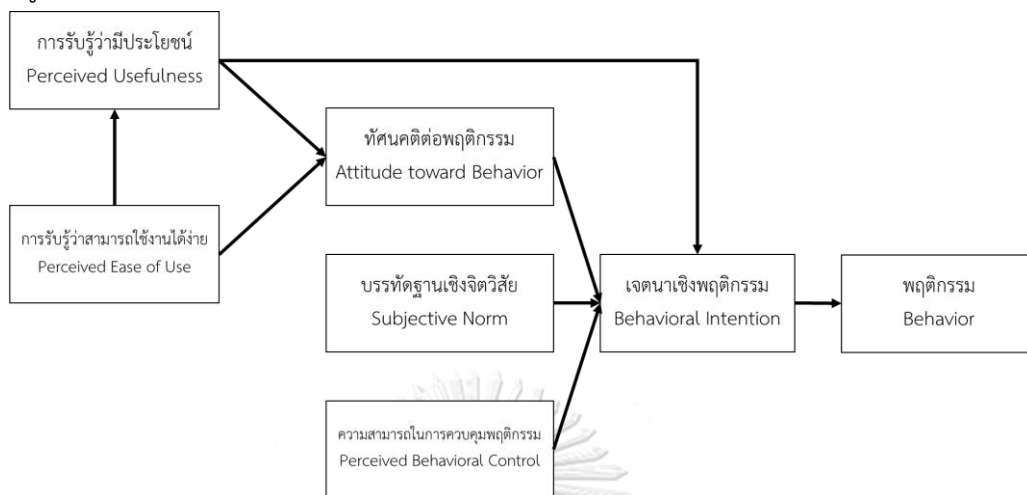 การรับรู้ว่ามีประโยชน์
Perceived Usefulness
ทัศนคติต่อพฤติกรรม
Attitude toward Behavior
การรับรู้ว่าสามารถใช้งานได้ง่าย
Perceived Ease of Use
บรรทัดฐานเชิงจิตวิสัย
Subjective Norm
เจตนาเชิงพฤติกรรม
Behavioral Intention
พฤติกรรม
Behavior
ความสามารถในการควบคุมพฤติกรรม
Perceived Behavioral Control